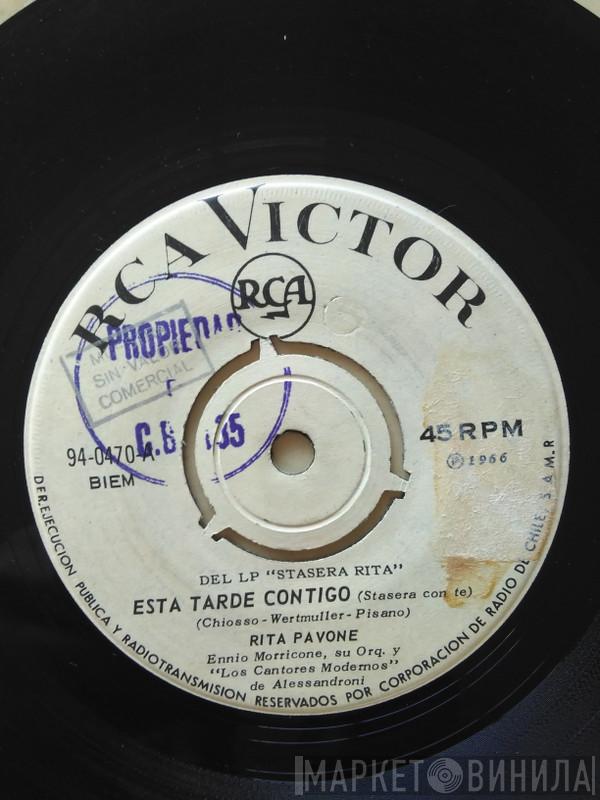 RCA VICTOR
RCA
PROPIEDAD
SIN VALOR
COMERCIAL
C.B. 135
94-0470-A
BIEM
45 RPM
Ⓟ 1966
DEL LP "STASERA RITA"
ESTA TARDE CONTIGO (Stasera con te)
(Chiosso-Wertmuller-Pisano)
RITA PAVONE
Ennio Morricone, su Orq. y
"Los Cantores Modernos"
de Alessandroni
DER. EJECUCION PUBLICA Y RADIOTRANSMISION RESERVADOS POR CORPORACION DE RADIO DE CHILE, S A M.R
МАРКЕТ ВИНИЛА